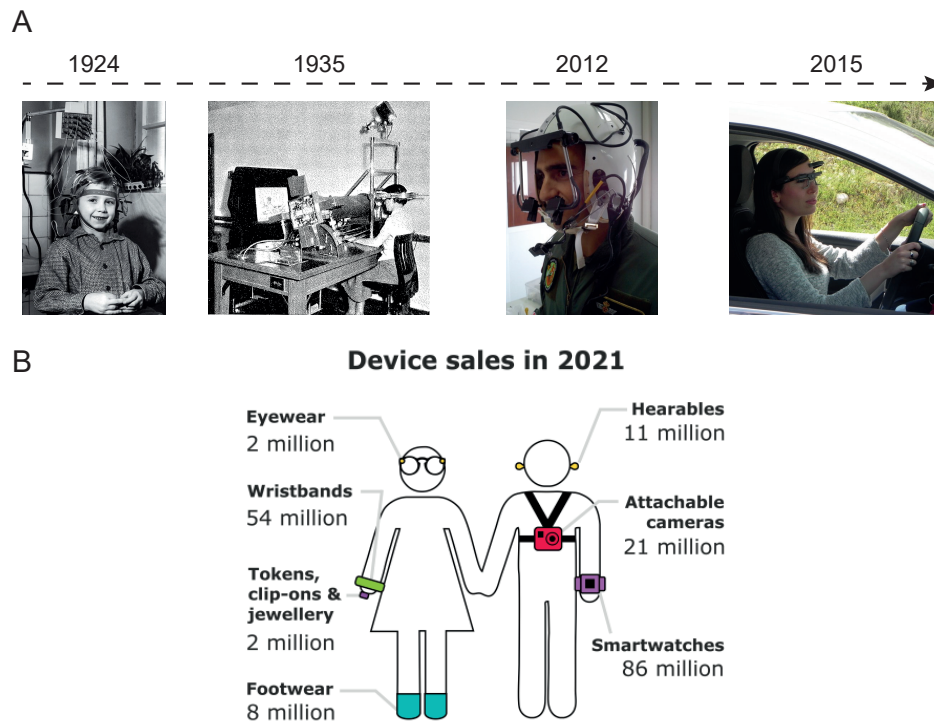 A
1924
1935
2012
2015
B
Device sales in 2021
Eyewear
2 million
Wristbands
54 million
Tokens,
clip-ons &
jewellery
2 million
Footwear
8 million
Hearables
11 million
Attachable
cameras
21 million
Smartwatches
86 million